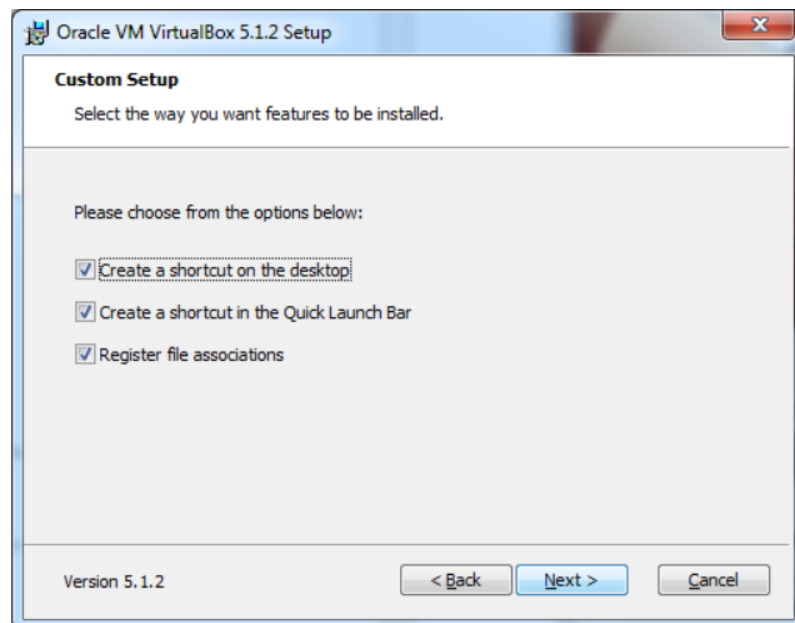 Oracle VM VirtualBox 5.1.2 Setup
Custom Setup
Select the way you want features to be installed.
Please choose from the options below:
Create a shortcut on the desktop
Create a shortcut in the Quick Launch Bar
Register file associations
Version 5.1.2
< Back
Next >
Cancel